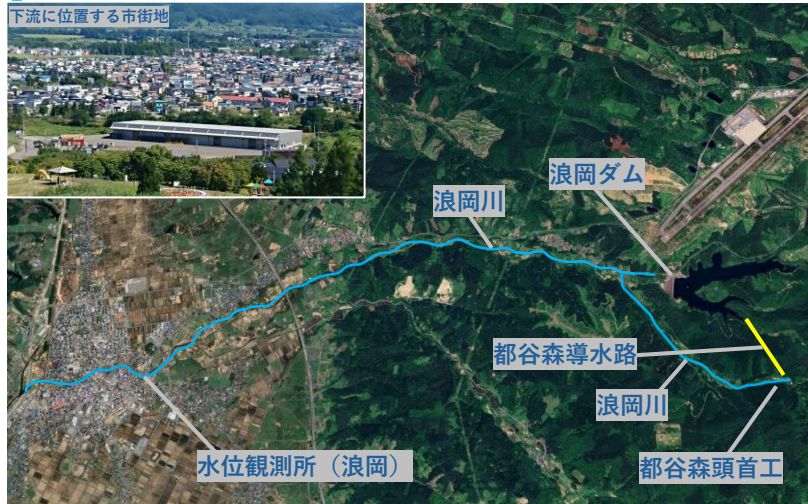 下流に位置する市街地
浪岡ダム
浪岡川
都谷森導水路
浪岡川
水位観測所（浪岡）
都谷森頭首工